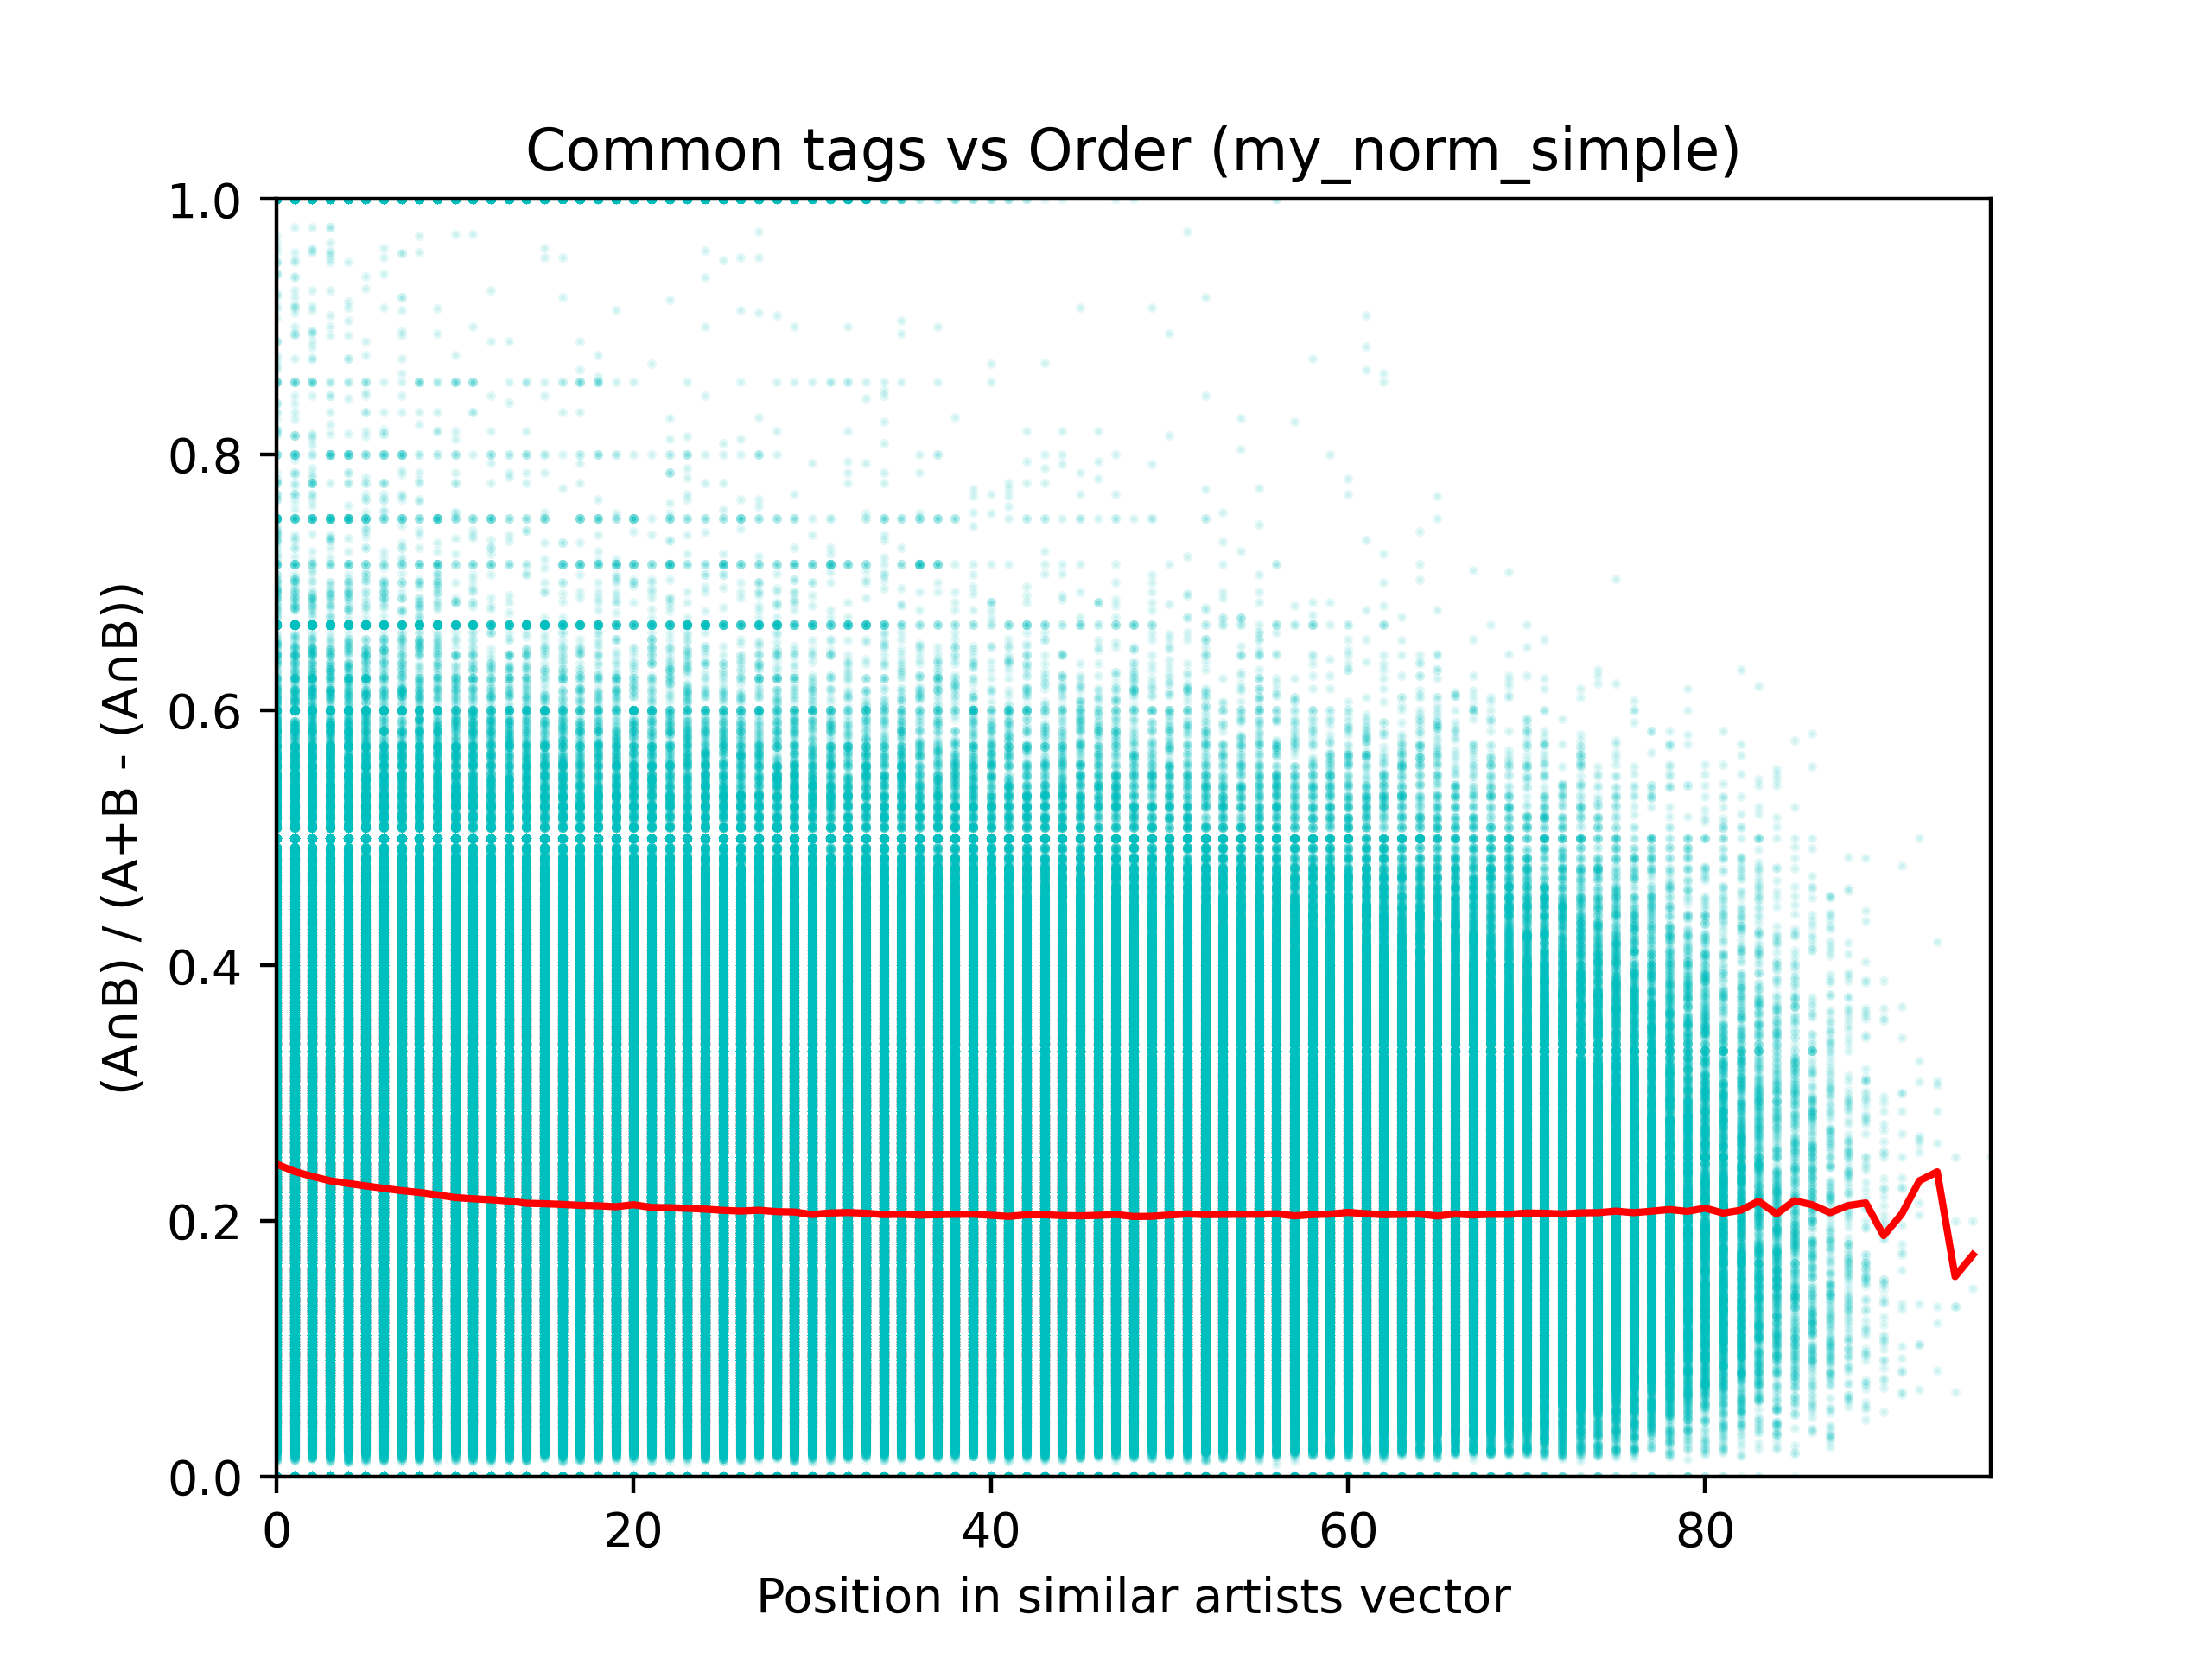 Common tags vs Order (my_norm_simple)
1.0
0.8
0.6
0.4
0.2
0.0
(A∩B) / (A+B - (A∩B))
0 20 40 60 80
Position in similar artists vector